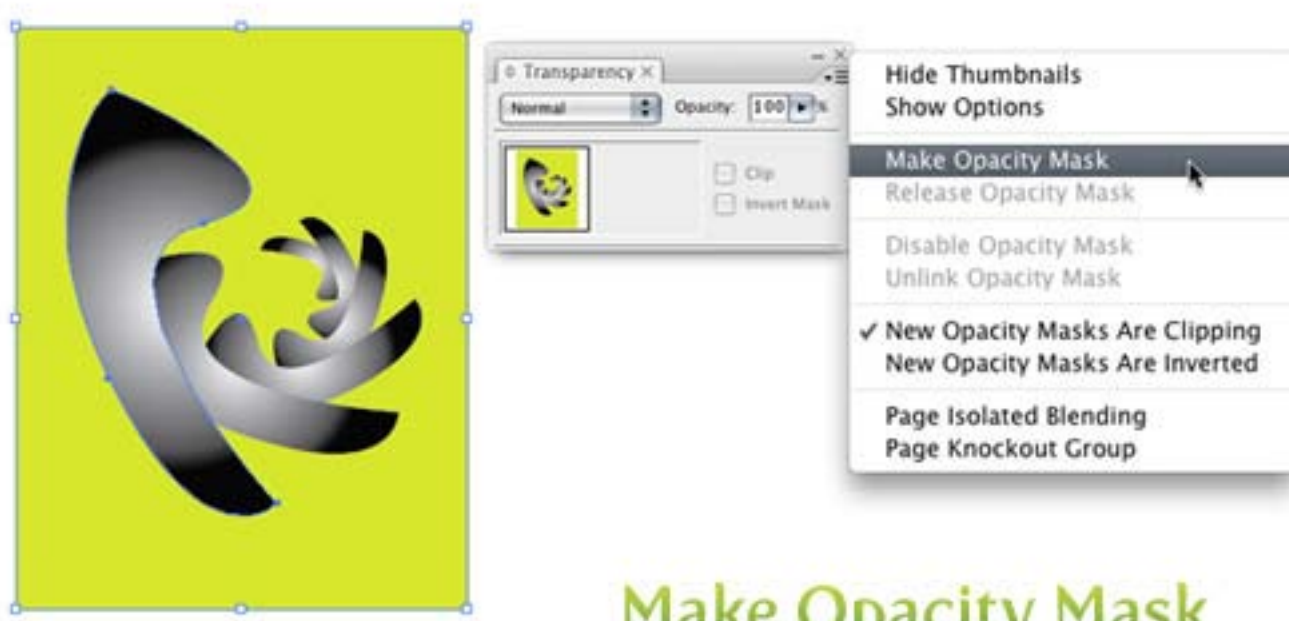 Transparency
Normal
Opacity: 100 %
Clip
Invert Mask
Hide Thumbnails
Show Options
Make Opacity Mask
Release Opacity Mask
Disable Opacity Mask
Unlink Opacity Mask
✓ New Opacity Masks Are Clipping
New Opacity Masks Are Inverted
Page Isolated Blending
Page Knockout Group
Make Opacity Mask